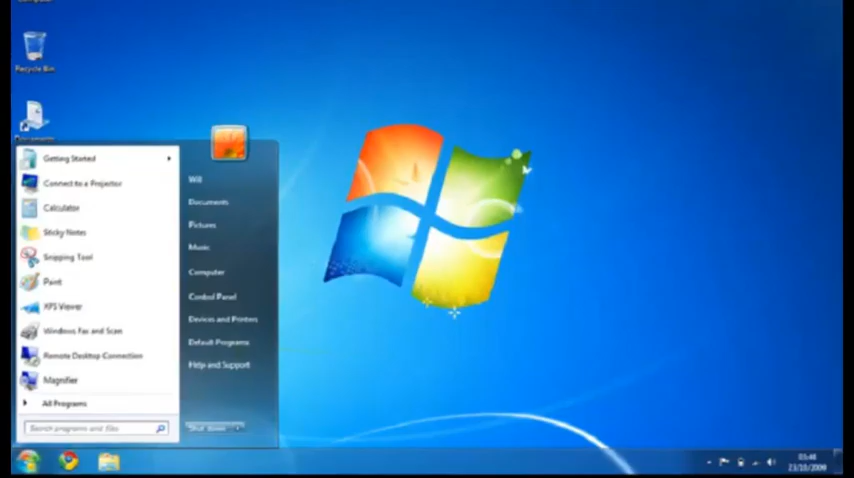 Computer
Recycle Bin
Documents
Getting Started
Connect to a Projector
Calculator
Sticky Notes
Snipping Tool
Paint
XPS Viewer
Windows Fax and Scan
Remote Desktop Connection
Magnifier
All Programs
Search programs and files
Will
Documents
Pictures
Music
Computer
Control Panel
Devices and Printers
Default Programs
Help and Support
Shut down
23/10/2009